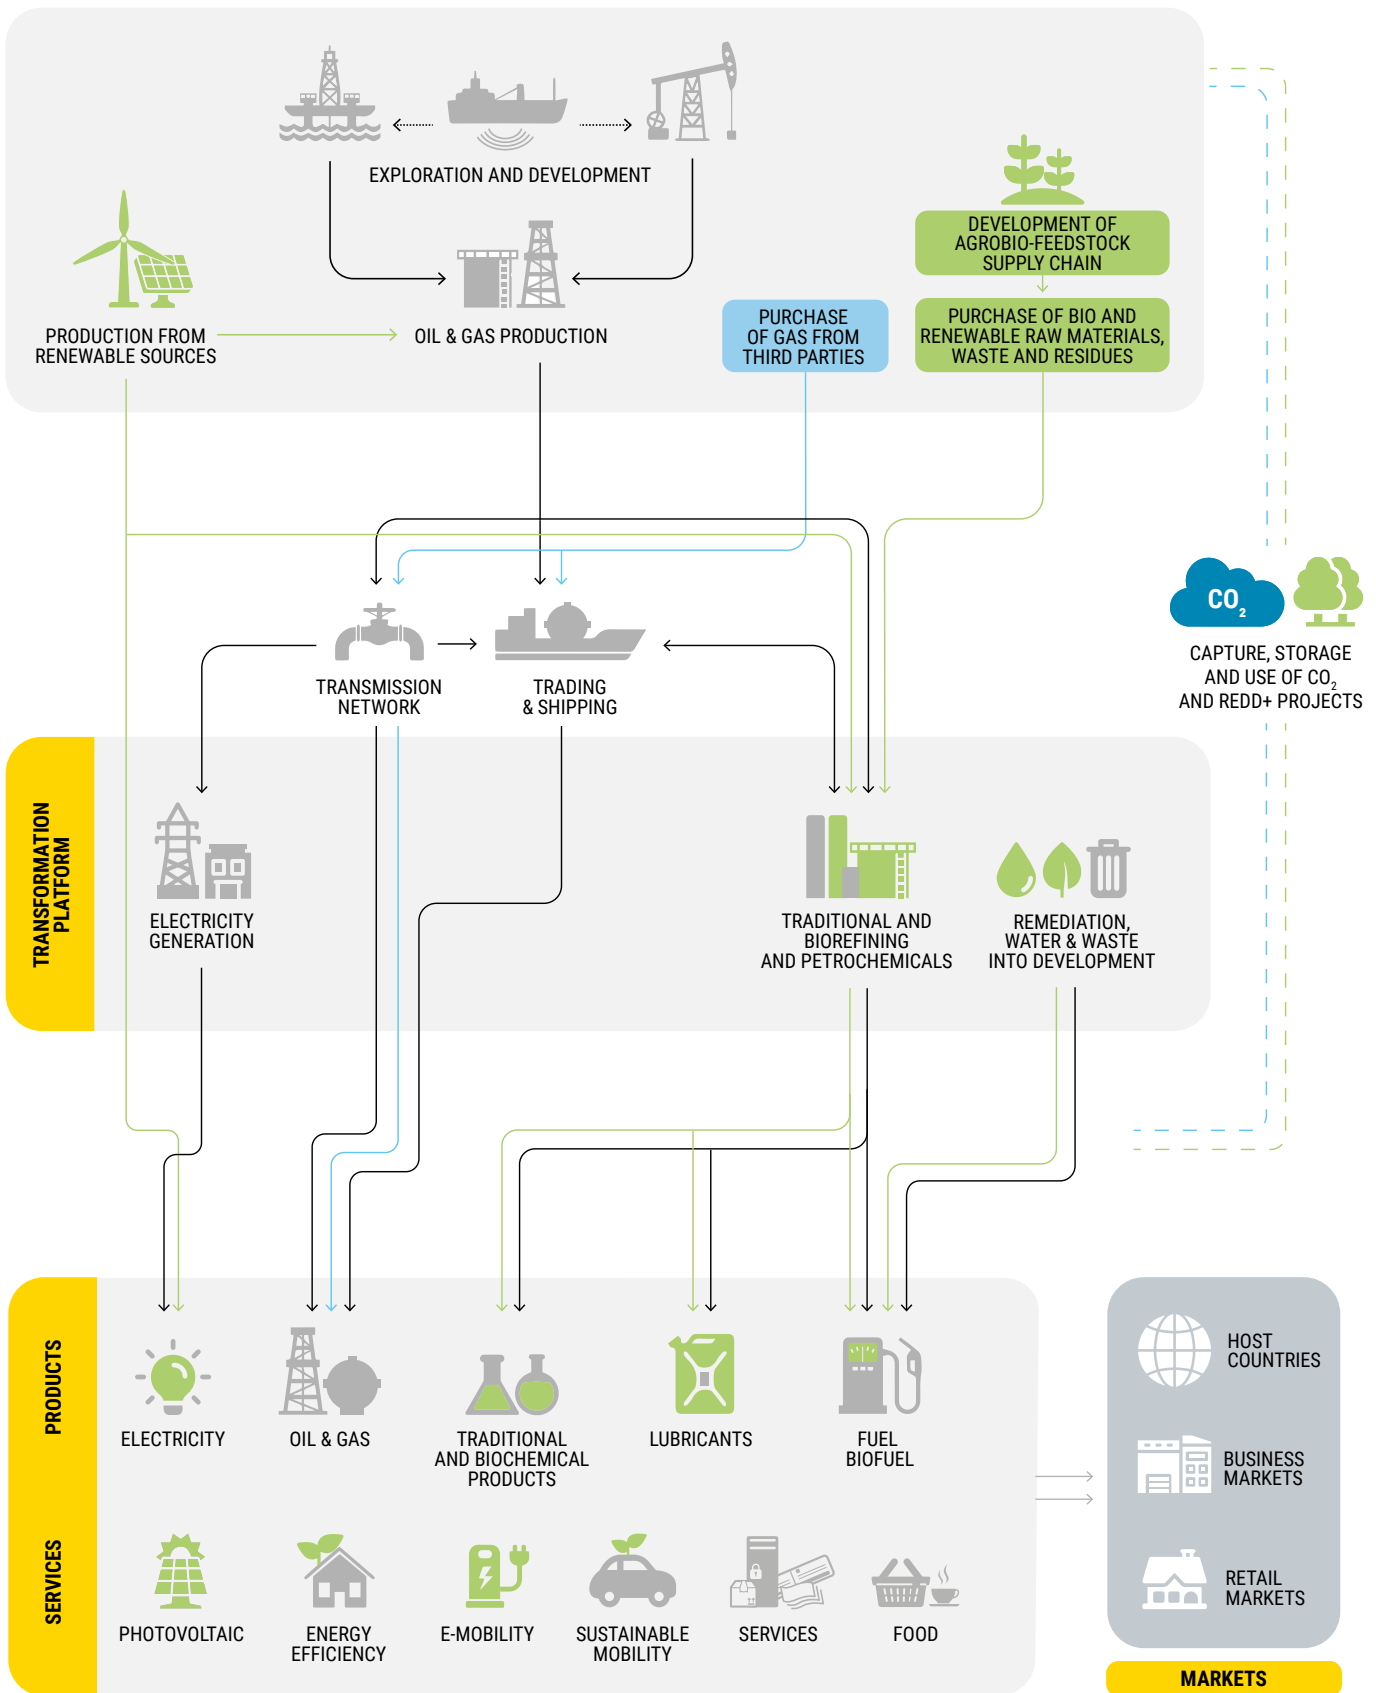 EXPLORATION AND DEVELOPMENT
DEVELOPMENT OF
AGROBIO-FEEDSTOCK
SUPPLY CHAIN
PRODUCTION FROM
RENEWABLE SOURCES
OIL & GAS PRODUCTION
PURCHASE
OF GAS FROM
THIRD PARTIES
PURCHASE OF BIO AND
RENEWABLE RAW MATERIALS,
WASTE AND RESIDUES
CO₂
CAPTURE, STORAGE
AND USE OF CO₂
AND REDD+ PROJECTS
TRANSMISSION
NETWORK
TRADING
& SHIPPING
TRANSFORMATION
PLATFORM
ELECTRICITY
GENERATION
TRADITIONAL AND
BIOREFINING
AND PETROCHEMICALS
REMEDIATION,
WATER & WASTE
INTO DEVELOPMENT
PRODUCTS
ELECTRICITY
OIL & GAS
TRADITIONAL
AND BIOCHEMICAL
PRODUCTS
LUBRICANTS
FUEL
BIOFUEL
SERVICES
PHOTOVOLTAIC
ENERGY
EFFICIENCY
E-MOBILITY
SUSTAINABLE
MOBILITY
SERVICES
FOOD
HOST
COUNTRIES
BUSINESS
MARKETS
RETAIL
MARKETS
MARKETS